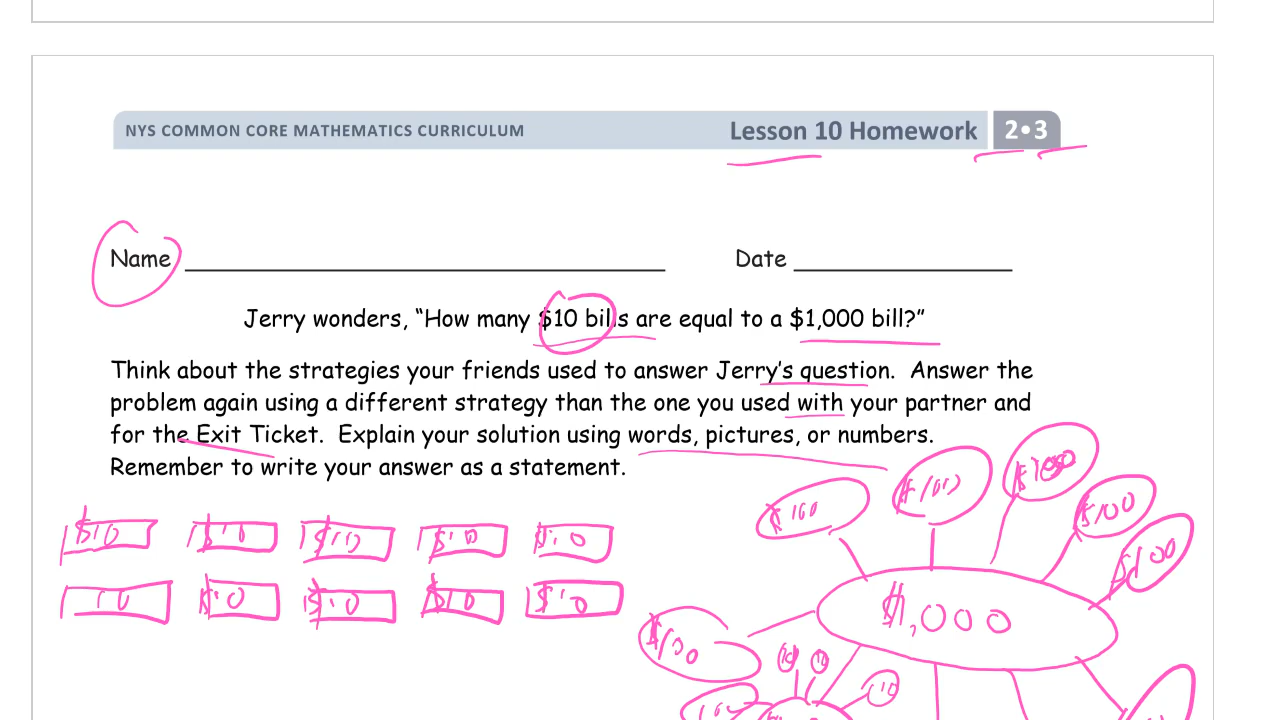 NYS COMMON CORE MATHEMATICS CURRICULUM
Lesson 10 Homework 2•3
Name Date
Jerry wonders, “How many $10 bills are equal to a $1,000 bill?”
Think about the strategies your friends used to answer Jerry’s question. Answer the
problem again using a different strategy than the one you used with your partner and
for the Exit Ticket. Explain your solution using words, pictures, or numbers.
Remember to write your answer as a statement.
$100 $100 $100 $100 $100
$10 $10 $10 $10 $10
10 $10 $10 $10 $10
$1,000
$100
10 10 10